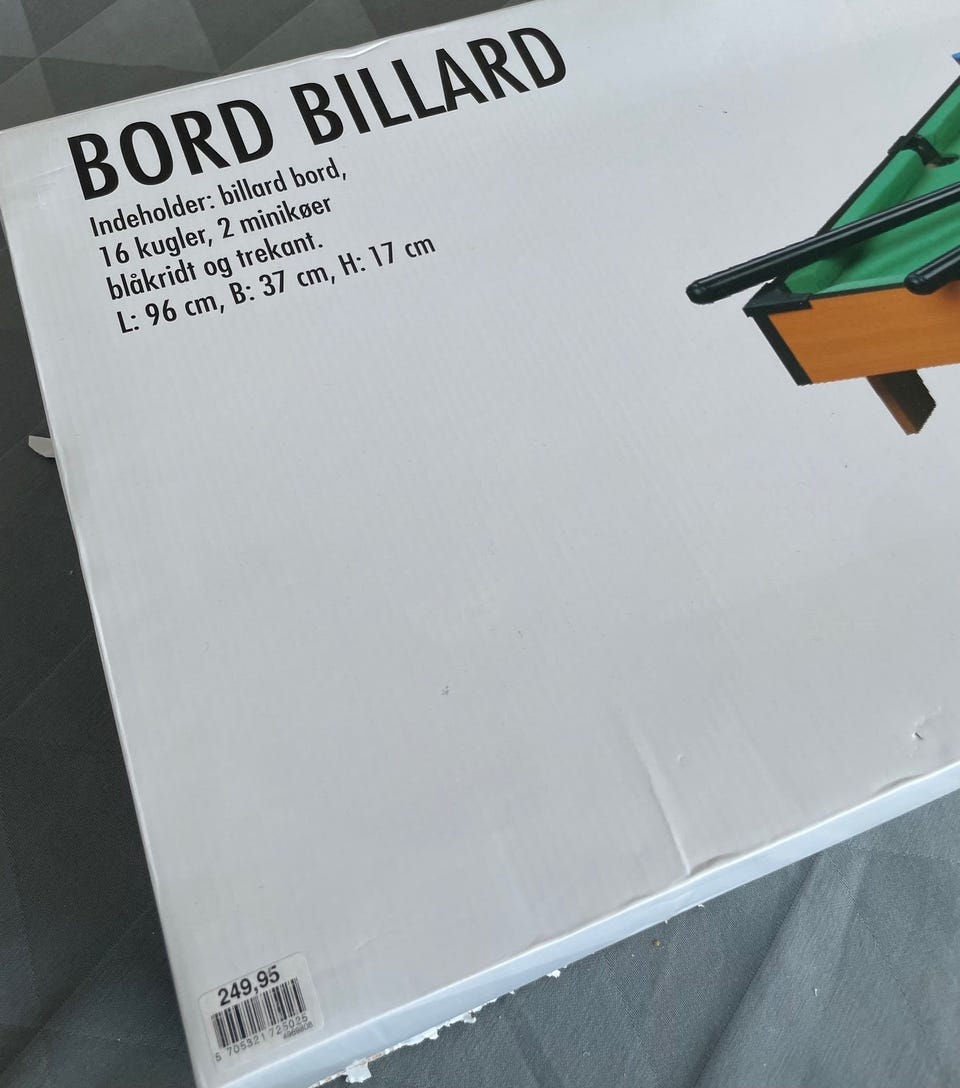 BORD BILLARD
Indeholder: billard bord,
16 kugler, 2 minikøer
blåkridt og trekant.
L: 96 cm, B: 37 cm, H: 17 cm
249,95
5 705321 725025